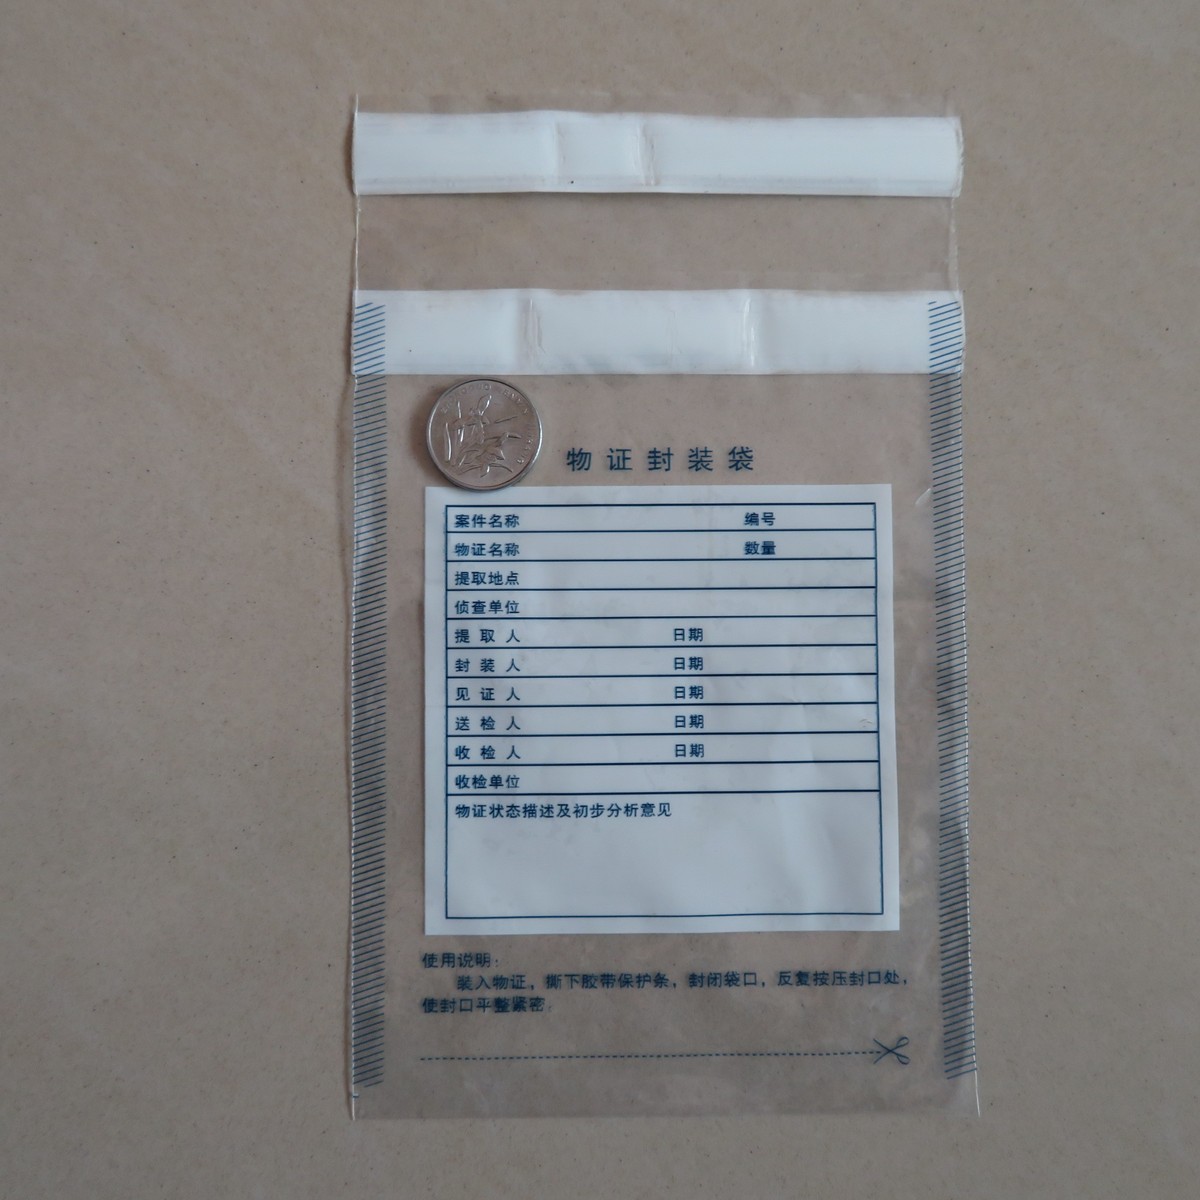 物证封装袋
案件名称 编号
物证名称 数量
提取地点
侦查单位
提取人 日期
封装人 日期
见证人 日期
送检人 日期
收检人 日期
收检单位
物证状态描述及初步分析意见
使用说明：
装入物证，撕下胶带保护条，封闭袋口，反复按压封口处，
使封口平整紧密。